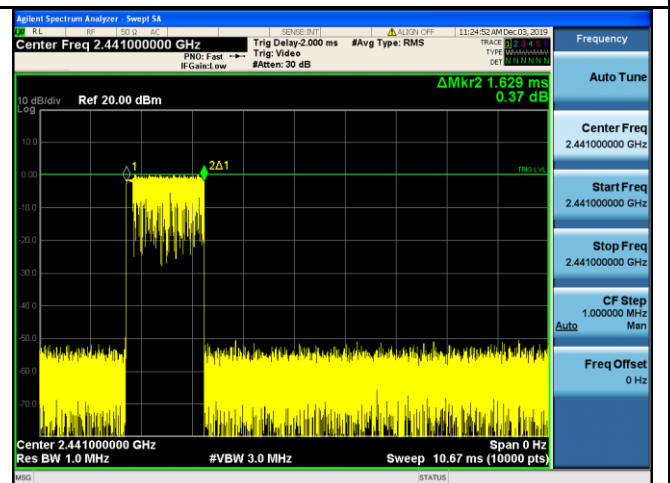 Agilent Spectrum Analyzer - Swept SA
RL RF 50 Ω AC SENSE:INT ALIGN OFF 11:24:52 AM Dec 03, 2019
Center Freq 2.441000000 GHz Trig Delay-2.000 ms #Avg Type: RMS TRACE 1 2 3 4 5 6
PNO: Fast Trig: Video TYPE
IFGain:Low #Atten: 30 dB DET N N N N N N
ΔMkr2 1.629 ms
10 dB/div Ref 20.00 dBm 0.37 dB
Log
10.0
1 2Δ1
0.00 TRIG LVL
-10.0
-20.0
-30.0
-40.0
-50.0
-60.0
-70.0
Center 2.441000000 GHz Span 0 Hz
Res BW 1.0 MHz #VBW 3.0 MHz Sweep 10.67 ms (10000 pts)
MSG STATUS
Frequency
Auto Tune
Center Freq
2.441000000 GHz
Start Freq
2.441000000 GHz
Stop Freq
2.441000000 GHz
CF Step
1.000000 MHz
Auto Man
Freq Offset
0 Hz